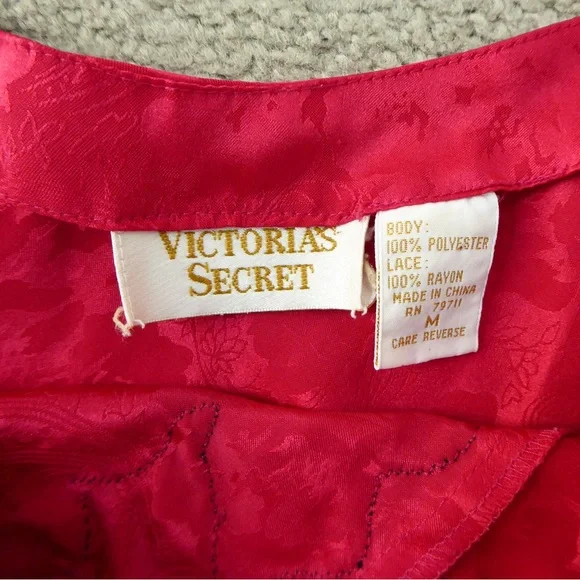 VICTORIA'S
SECRET
BODY:
100% POLYESTER
LACE:
100% RAYON
MADE IN CHINA
RN 79711
M
CARE REVERSE